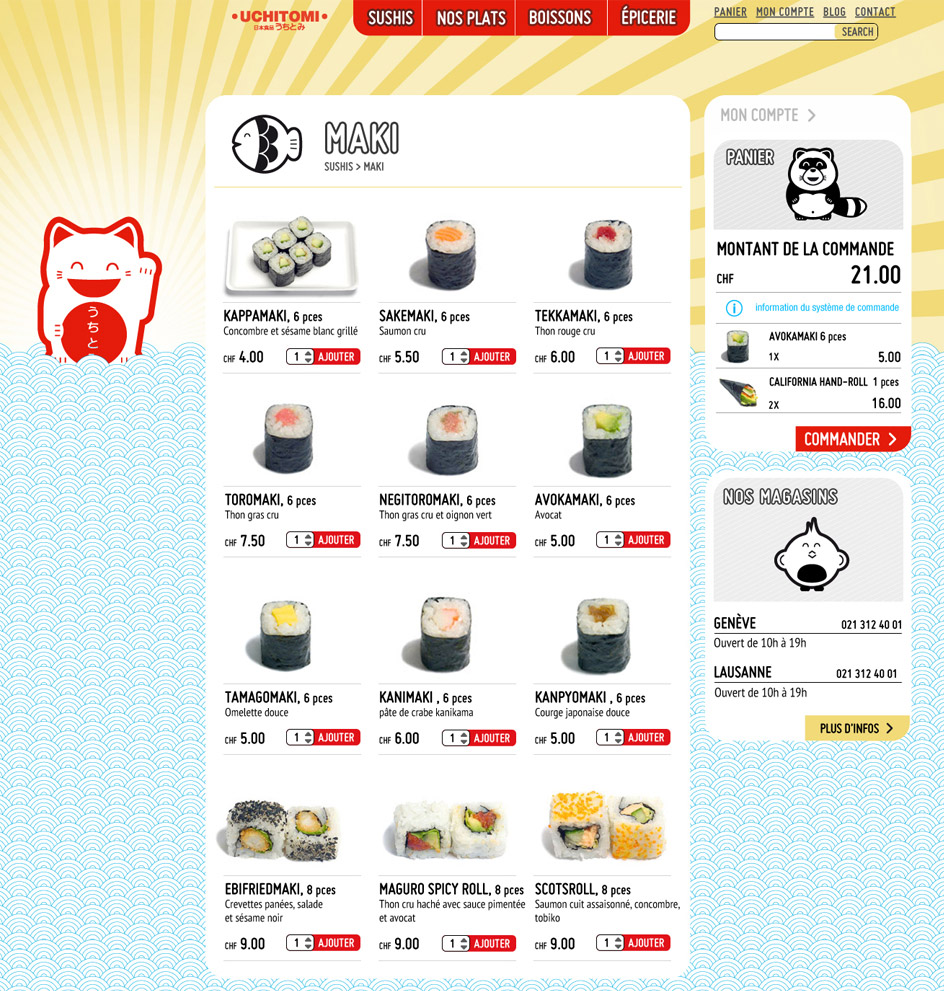 • UCHITOMI •
日本食品うちとみ
SUSHIS
NOS PLATS
BOISSONS
ÉPICERIE
PANIER MON COMPTE BLOG CONTACT
SEARCH
MAKI
SUSHIS > MAKI
KAPPAMAKI, 6 pces
Concombre et sésame blanc grillé
CHF 4.00
1 AJOUTER
SAKEMAKI, 6 pces
Saumon cru
CHF 5.50
1 AJOUTER
TEKKAMAKI, 6 pces
Thon rouge cru
CHF 6.00
1 AJOUTER
TOROMAKI, 6 pces
Thon gras cru
CHF 7.50
1 AJOUTER
NEGITOROMAKI, 6 pces
Thon gras cru et oignon vert
CHF 7.50
1 AJOUTER
AVOKAMAKI, 6 pces
Avocat
CHF 5.00
1 AJOUTER
TAMAGOMAKI, 6 pces
Omelette douce
CHF 5.00
1 AJOUTER
KANIMAKI , 6 pces
pâte de crabe kanikama
CHF 6.00
1 AJOUTER
KANPYOMAKI , 6 pces
Courge japonaise douce
CHF 5.00
1 AJOUTER
EBIFRIEDMAKI, 8 pces
Crevettes panées, salade
et sésame noir
CHF 9.00
1 AJOUTER
MAGURO SPICY ROLL, 8 pces
Thon cru haché avec sauce pimentée
et avocat
CHF 9.00
1 AJOUTER
SCOTSROLL, 8 pces
Saumon cuit assaisonné, concombre,
tobiko
CHF 9.00
1 AJOUTER
MON COMPTE >
PANIER
MONTANT DE LA COMMANDE
CHF 21.00
i information du système de commande
AVOKAMAKI 6 pces
1X 5.00
CALIFORNIA HAND-ROLL 1 pces
2X 16.00
COMMANDER >
NOS MAGASINS
GENÈVE 021 312 40 01
Ouvert de 10h à 19h
LAUSANNE 021 312 40 01
Ouvert de 10h à 19h
PLUS D'INFOS >
うちと